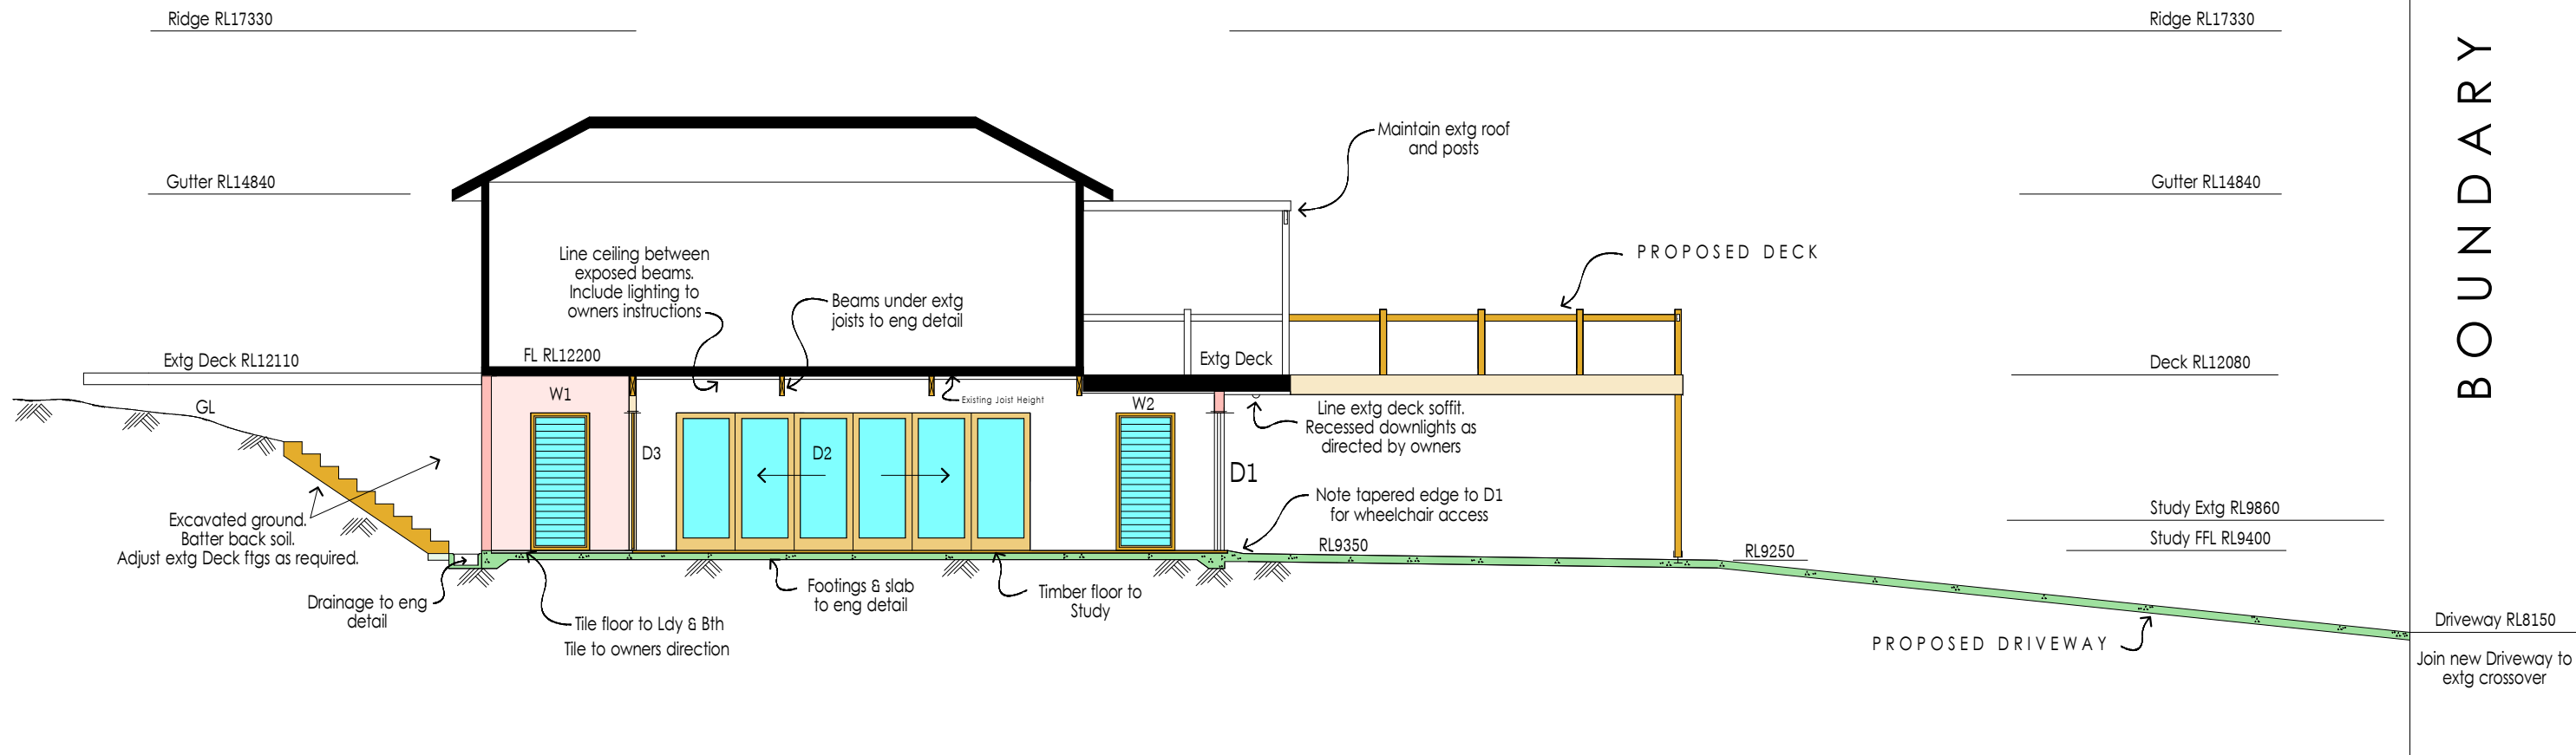 Ridge RL17330
Ridge RL17330
BOUNDARY
Maintain extg roof
and posts
Gutter RL14840
Gutter RL14840
Line ceiling between
exposed beams.
Include lighting to
owners instructions
Beams under extg
joists to eng detail
PROPOSED DECK
Extg Deck RL12110
FL RL12200
Extg Deck
Deck RL12080
W1
Existing Joist Height
W2
GL
Line extg deck soffit.
Recessed downlights as
directed by owners
D3
D2
D1
Note tapered edge to D1
for wheelchair access
Excavated ground.
Batter back soil.
Adjust extg Deck ftgs as required.
Study Extg RL9860
Study FFL RL9400
RL9350
RL9250
Drainage to eng
detail
Footings & slab
to eng detail
Timber floor to
Study
Tile floor to Ldy & Bth
Tile to owners direction
PROPOSED DRIVEWAY
Driveway RL8150
Join new Driveway to
extg crossover